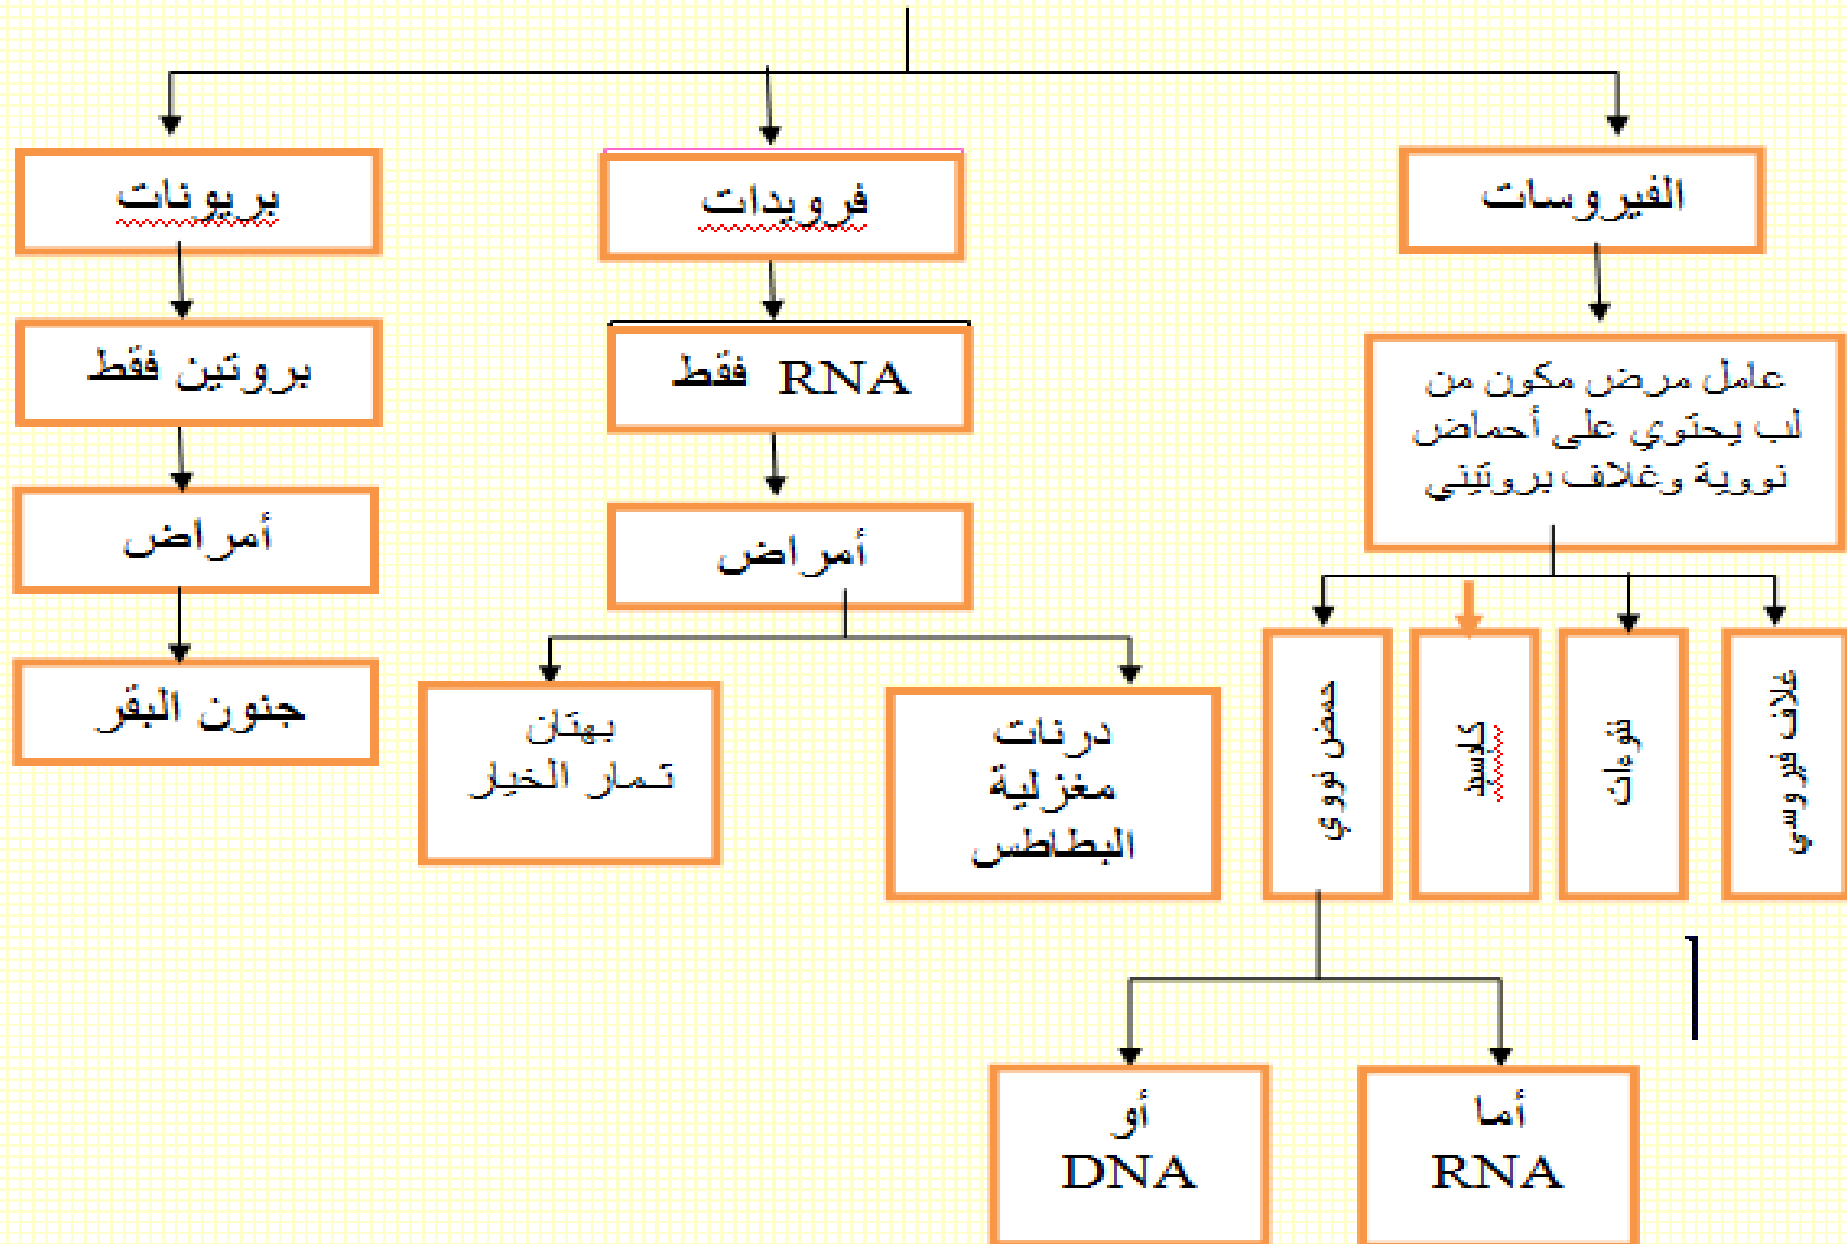 الفيروسات
فرويدات
بريونات
عامل مرض مكون من
لب يحتوي على أحماض
نووية وغلاف بروتيني
RNA فقط
بروتين فقط
أمراض
أمراض
غلاف فيروسي
نتوءات
كابسيد
حمض نووي
درنات
مغزلية
البطاطس
بهتان
ثمار الخيار
جنون البقر
أما
RNA
أو
DNA